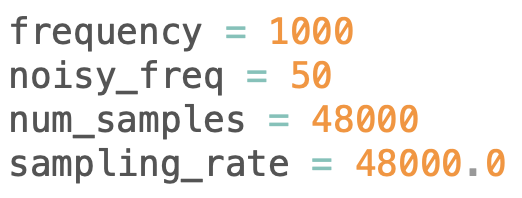 frequency = 1000
noisy_freq = 50
num_samples = 48000
sampling_rate = 48000.0